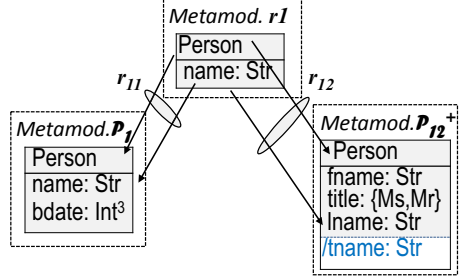 Metamod. r1
Person
name: Str
r11
r12
Metamod.P1
Person
name: Str
bdate: Int³
Metamod.P12⁺
Person
fname: Str
title: {Ms,Mr}
lname: Str
/tname: Str